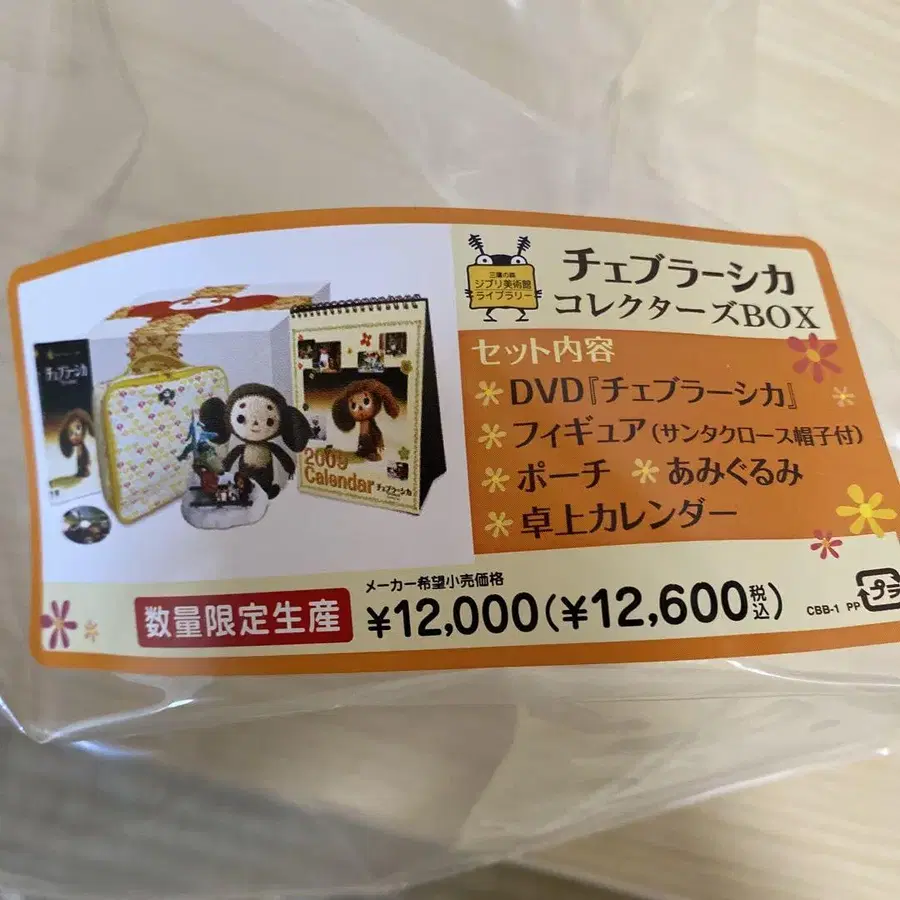 三鷹の森
ジブリ美術館
ライブラリー
チェブラーシカ
コレクターズBOX
セット内容
DVD『チェブラーシカ』
フィギュア(サンタクロース帽子付)
ポーチ あみぐるみ
卓上カレンダー
チェブラーシカ
2009
Calendar チェブラーシカ
数量限定生産
メーカー希望小売価格
¥12,000(¥12,600税込)
CBB-1 PP
プラ